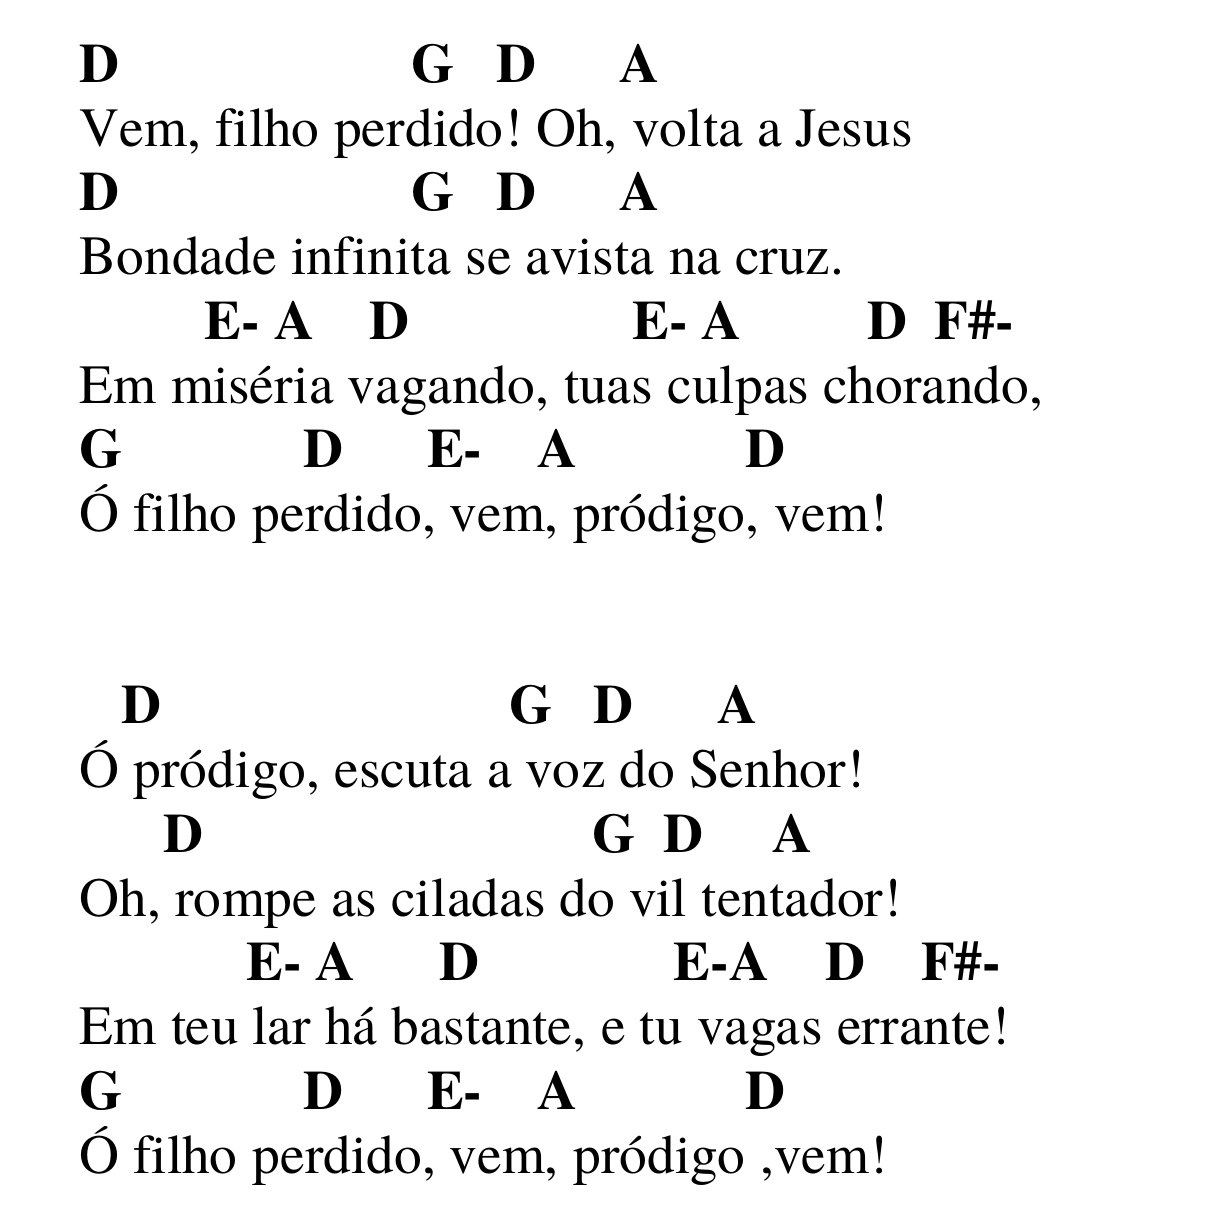 D G D A
Vem, filho perdido! Oh, volta a Jesus
D G D A
Bondade infinita se avista na cruz.
E- A D E- A D F#-
Em miséria vagando, tuas culpas chorando,
G D E- A D
Ó filho perdido, vem, pródigo, vem!
D G D A
Ó pródigo, escuta a voz do Senhor!
D G D A
Oh, rompe as ciladas do vil tentador!
E- A D E-A D F#-
Em teu lar há bastante, e tu vagas errante!
G D E- A D
Ó filho perdido, vem, pródigo ,vem!